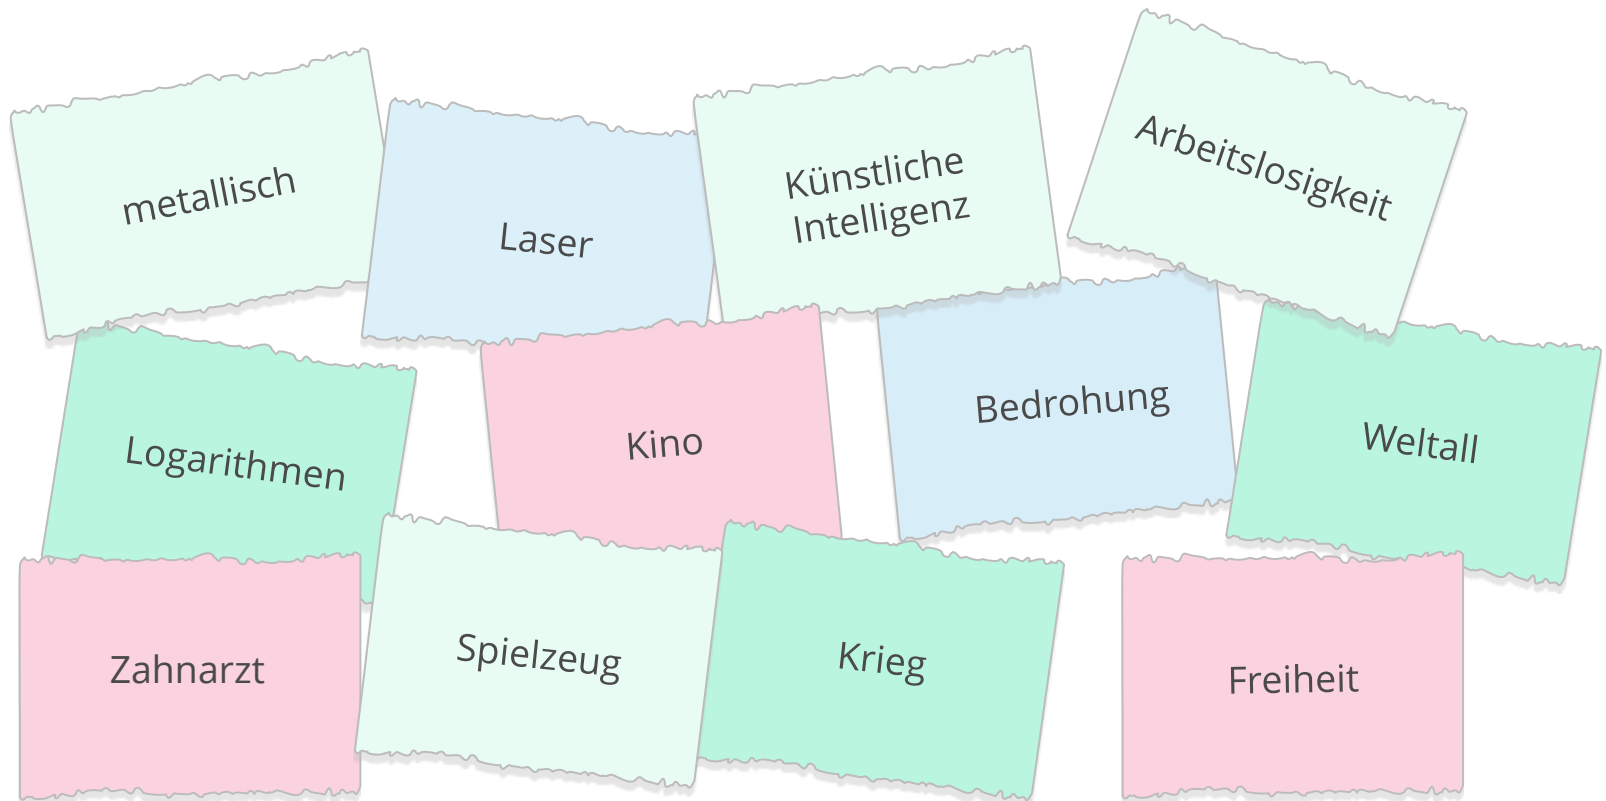 metallisch
Laser
Künstliche
Intelligenz
Arbeitslosigkeit
Logarithmen
Kino
Bedrohung
Weltall
Zahnarzt
Spielzeug
Krieg
Freiheit